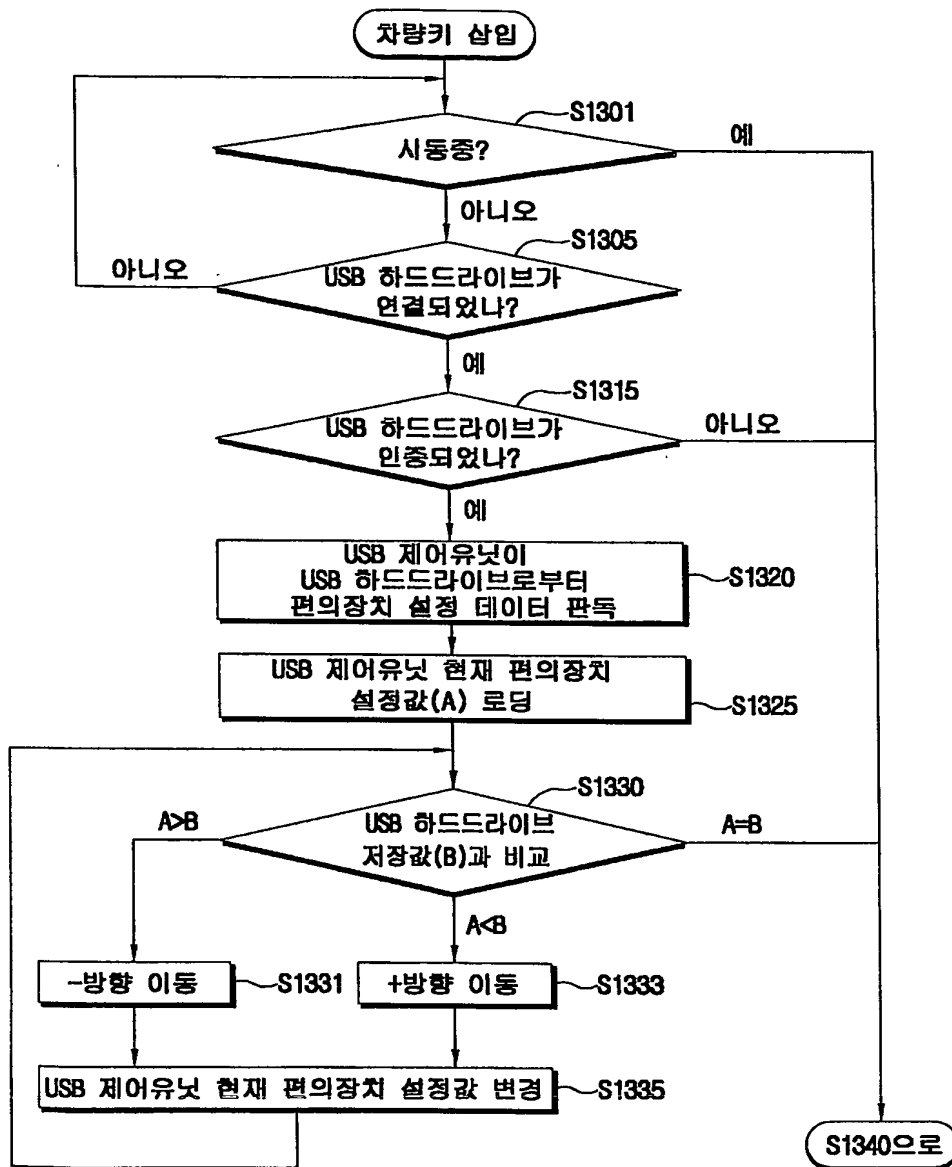 차량키 삽입
S1301
시동중?
예
아니오
S1305
아니오
USB 하드드라이브가
연결되었나?
예
S1315
USB 하드드라이브가
인증되었나?
아니오
예
USB 제어유닛이
USB 하드드라이브로부터
편의장치 설정 데이터 판독
S1320
USB 제어유닛 현재 편의장치
설정값(A) 로딩
S1325
S1330
A>B
USB 하드드라이브
저장값(B)과 비교
A=B
A<B
-방향 이동
S1331
+방향 이동
S1333
USB 제어유닛 현재 편의장치 설정값 변경
S1335
S1340으로